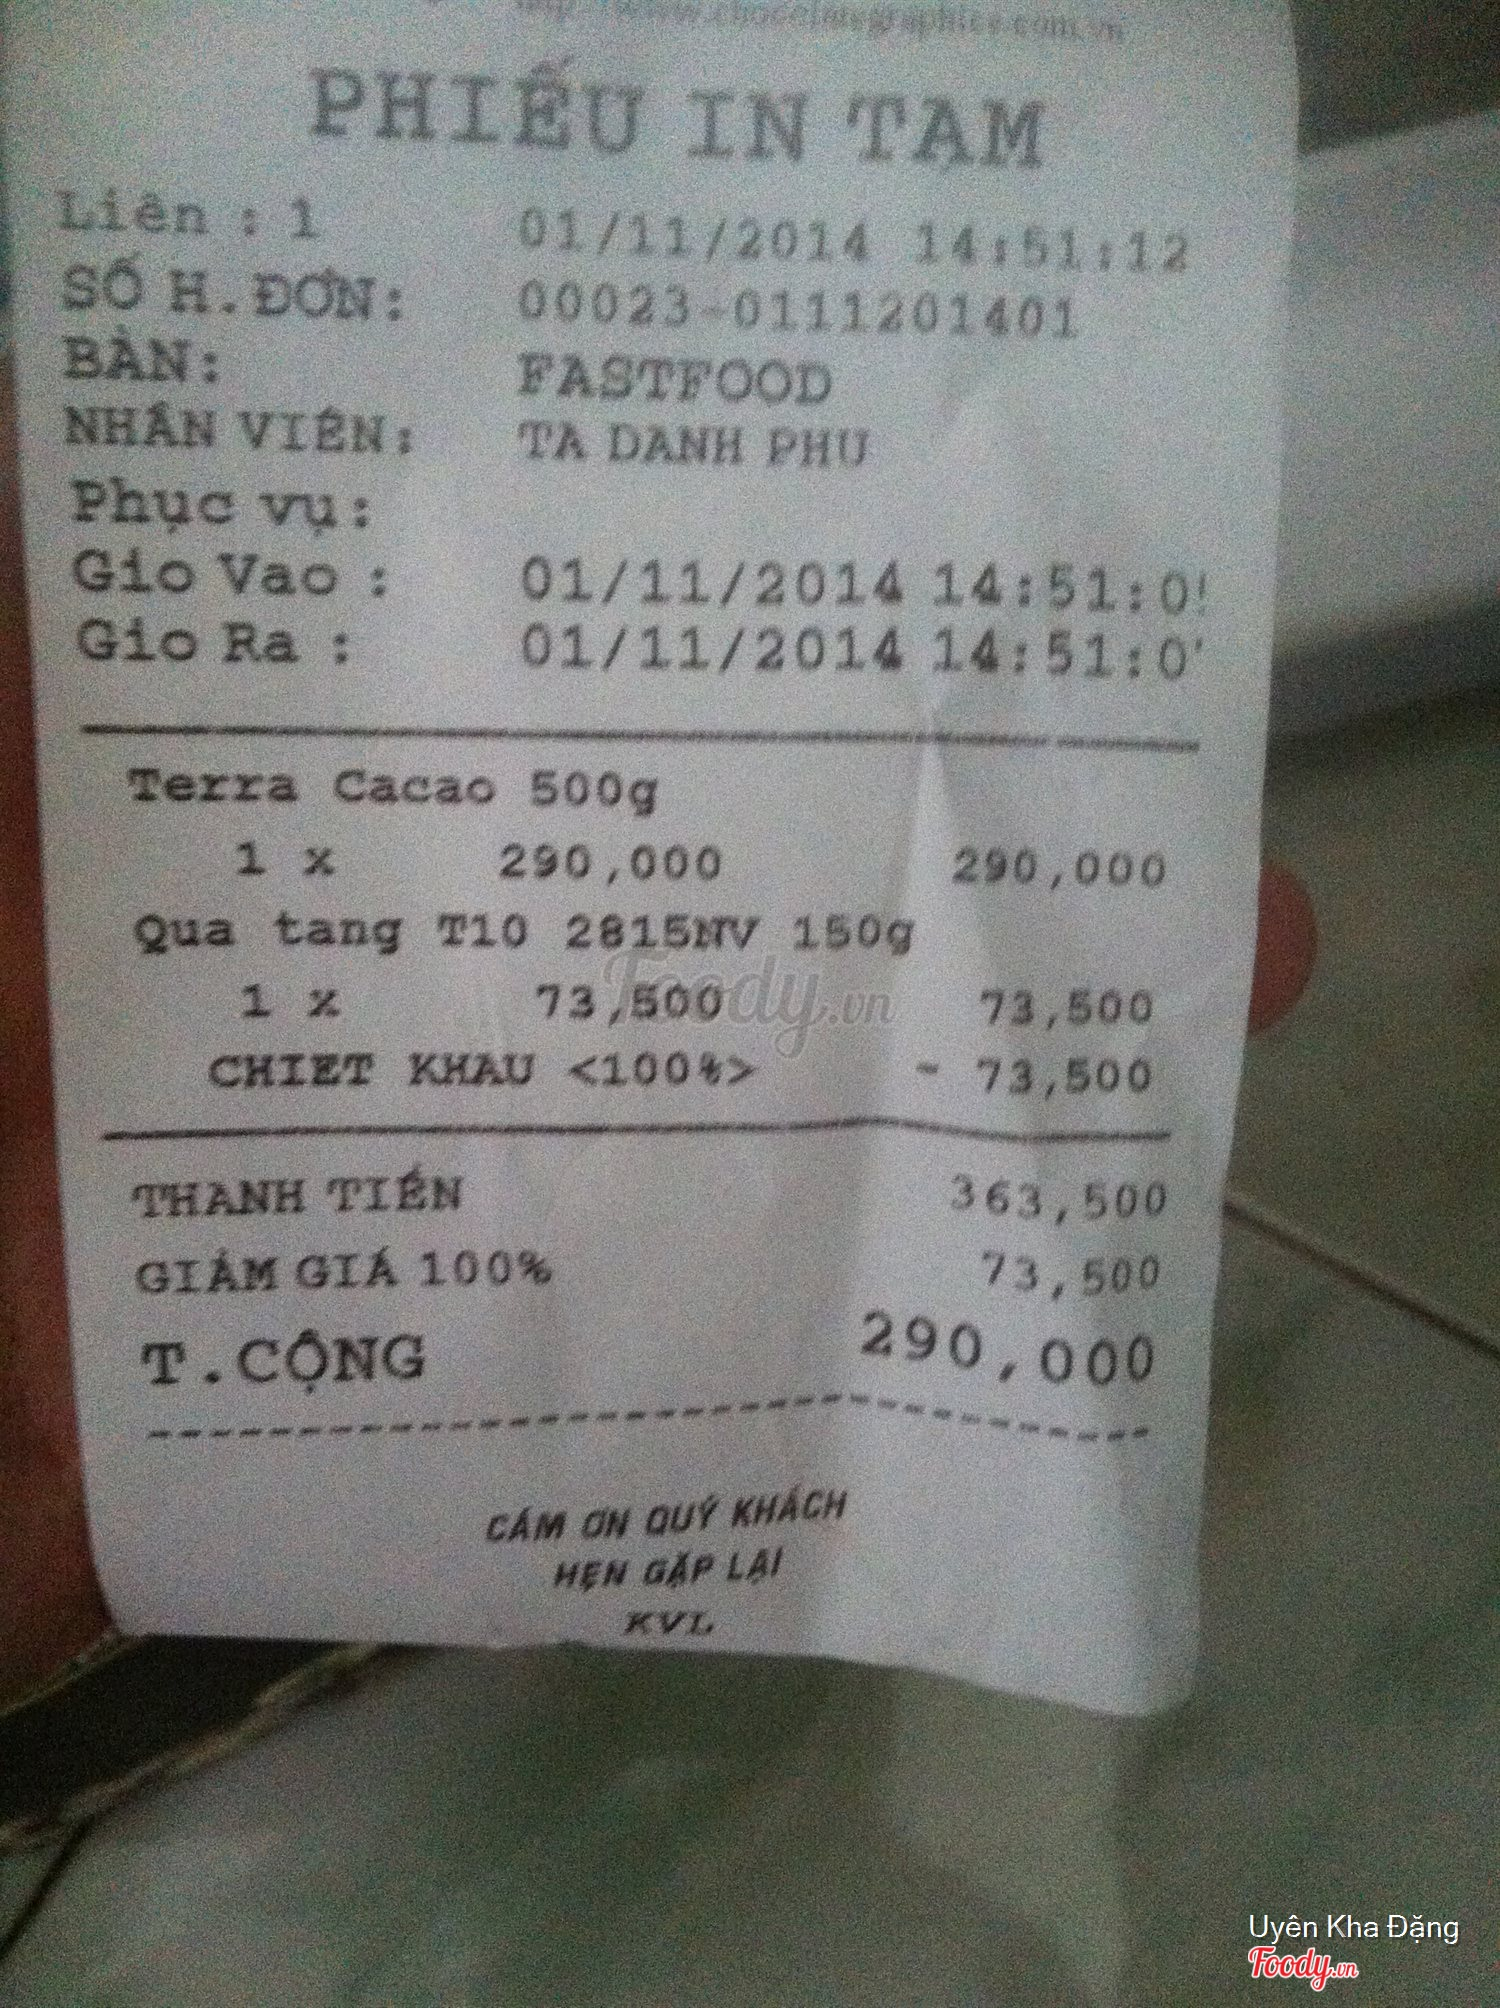 PHIẾU IN TẠM
Liên : 1 01/11/2014 14:51:12
SỐ H.ĐƠN: 00023-0111201401
BÀN: FASTFOOD
NHÂN VIÊN: TA DANH PHU
Phục vụ:
Gio Vao : 01/11/2014 14:51:0
Gio Ra : 01/11/2014 14:51:0
Terra Cacao 500g
1 x 290,000 290,000
Qua tang T10 2815NV 150g
1 x 73,500 73,500
CHIET KHAU <100%> - 73,500
THANH TIỀN 363,500
GIẢM GIÁ 100% 73,500
T.CỘNG 290,000
CÁM ƠN QUÝ KHÁCH
HẸN GẶP LẠI
KVL
Foody.vn
Uyên Kha Đặng
Foody.vn